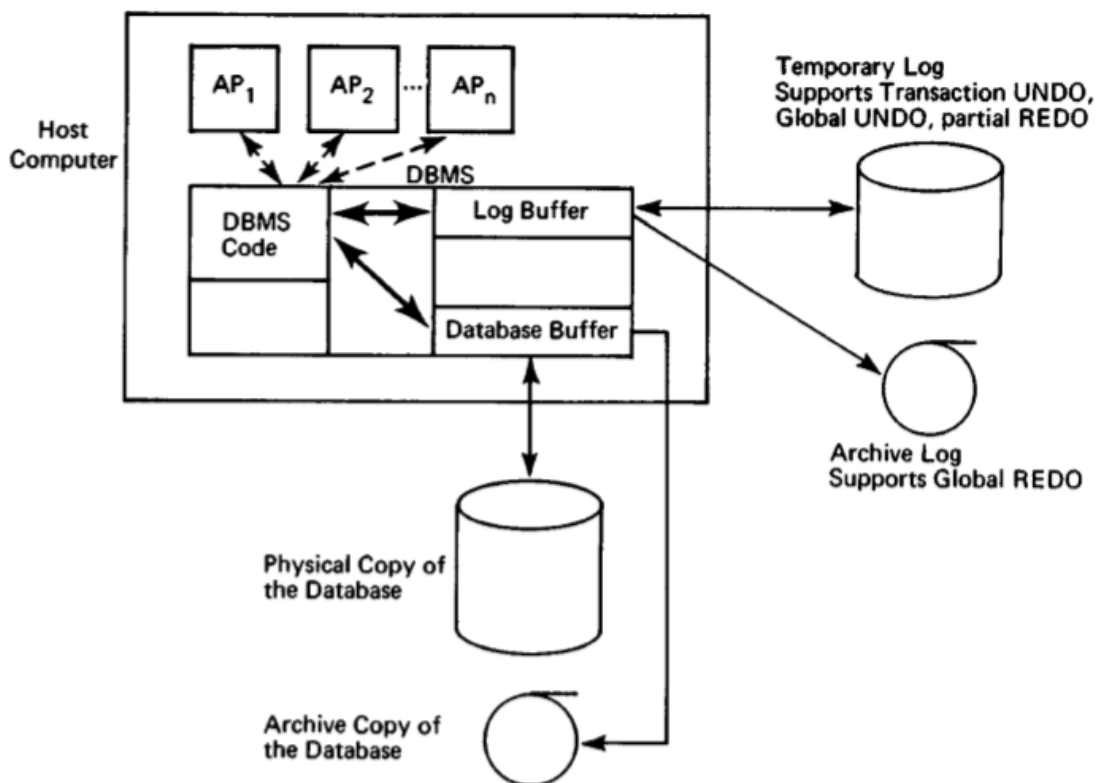 AP1
AP2
...
APn
Host
Computer
DBMS
DBMS
Code
Log Buffer
Database Buffer
Temporary Log
Supports Transaction UNDO,
Global UNDO, partial REDO
Archive Log
Supports Global REDO
Physical Copy of
the Database
Archive Copy of
the Database